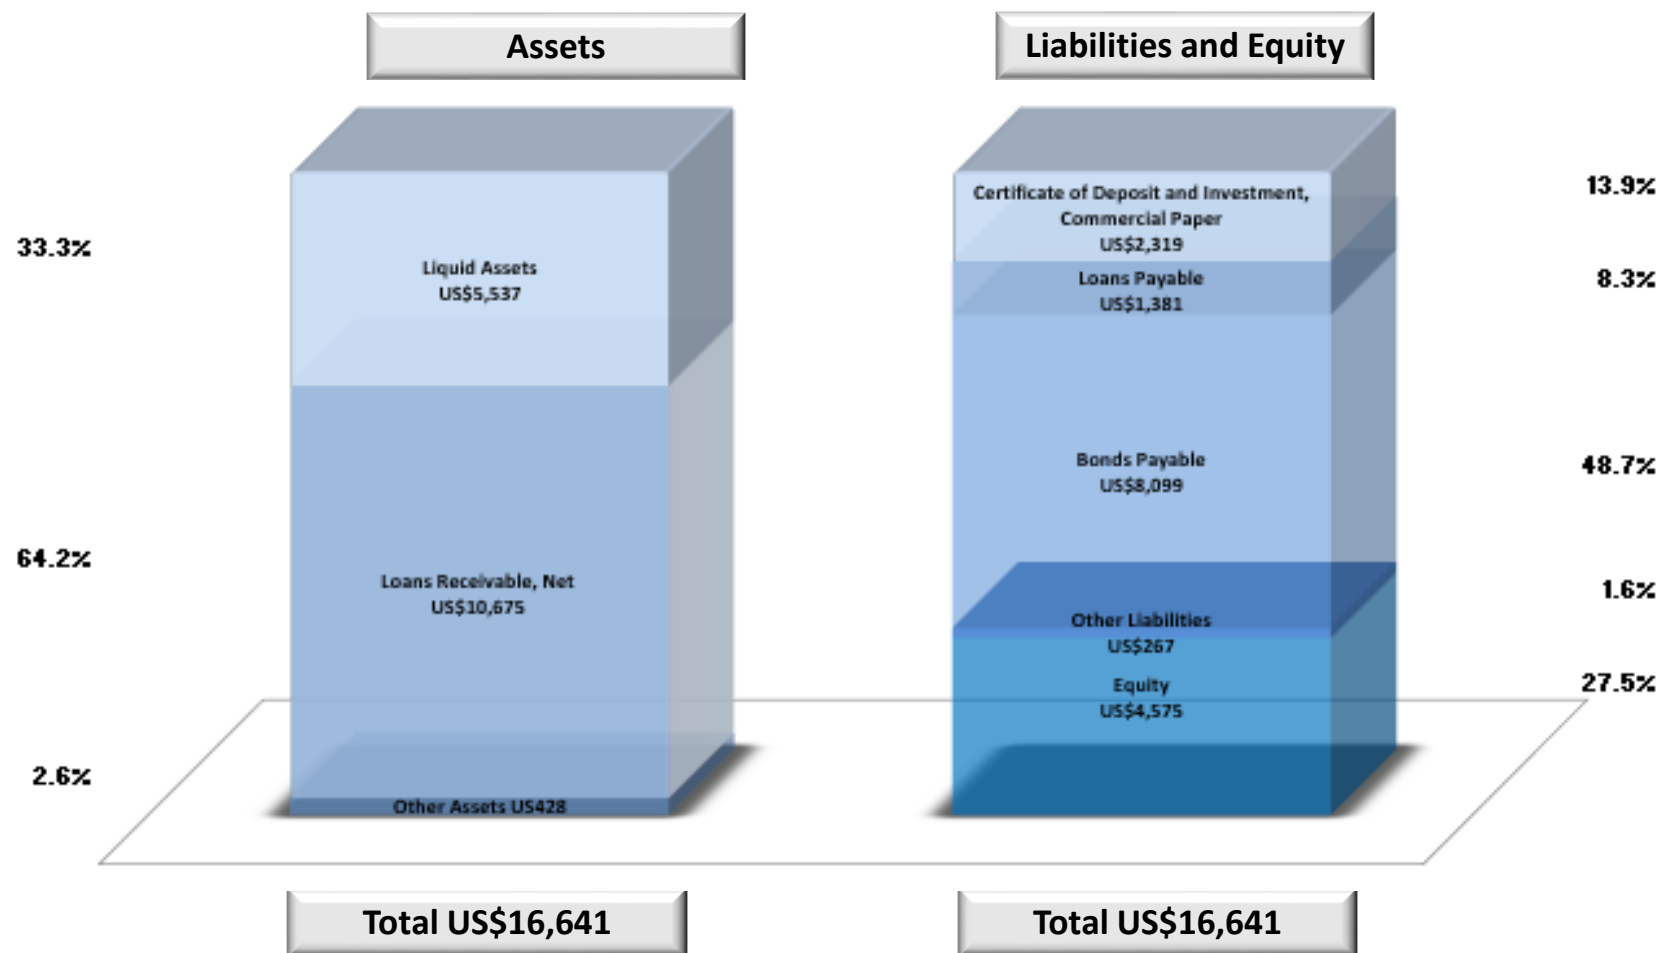 Assets
Liabilities and Equity
33.3%
Liquid Assets
US$5,537
64.2%
Loans Receivable, Net
US$10,675
2.6%
Other Assets US428
Certificate of Deposit and Investment,
Commercial Paper
US$2,319
13.9%
Loans Payable
US$1,381
8.3%
Bonds Payable
US$8,099
48.7%
Other Liabilities
US$267
1.6%
Equity
US$4,575
27.5%
Total US$16,641
Total US$16,641